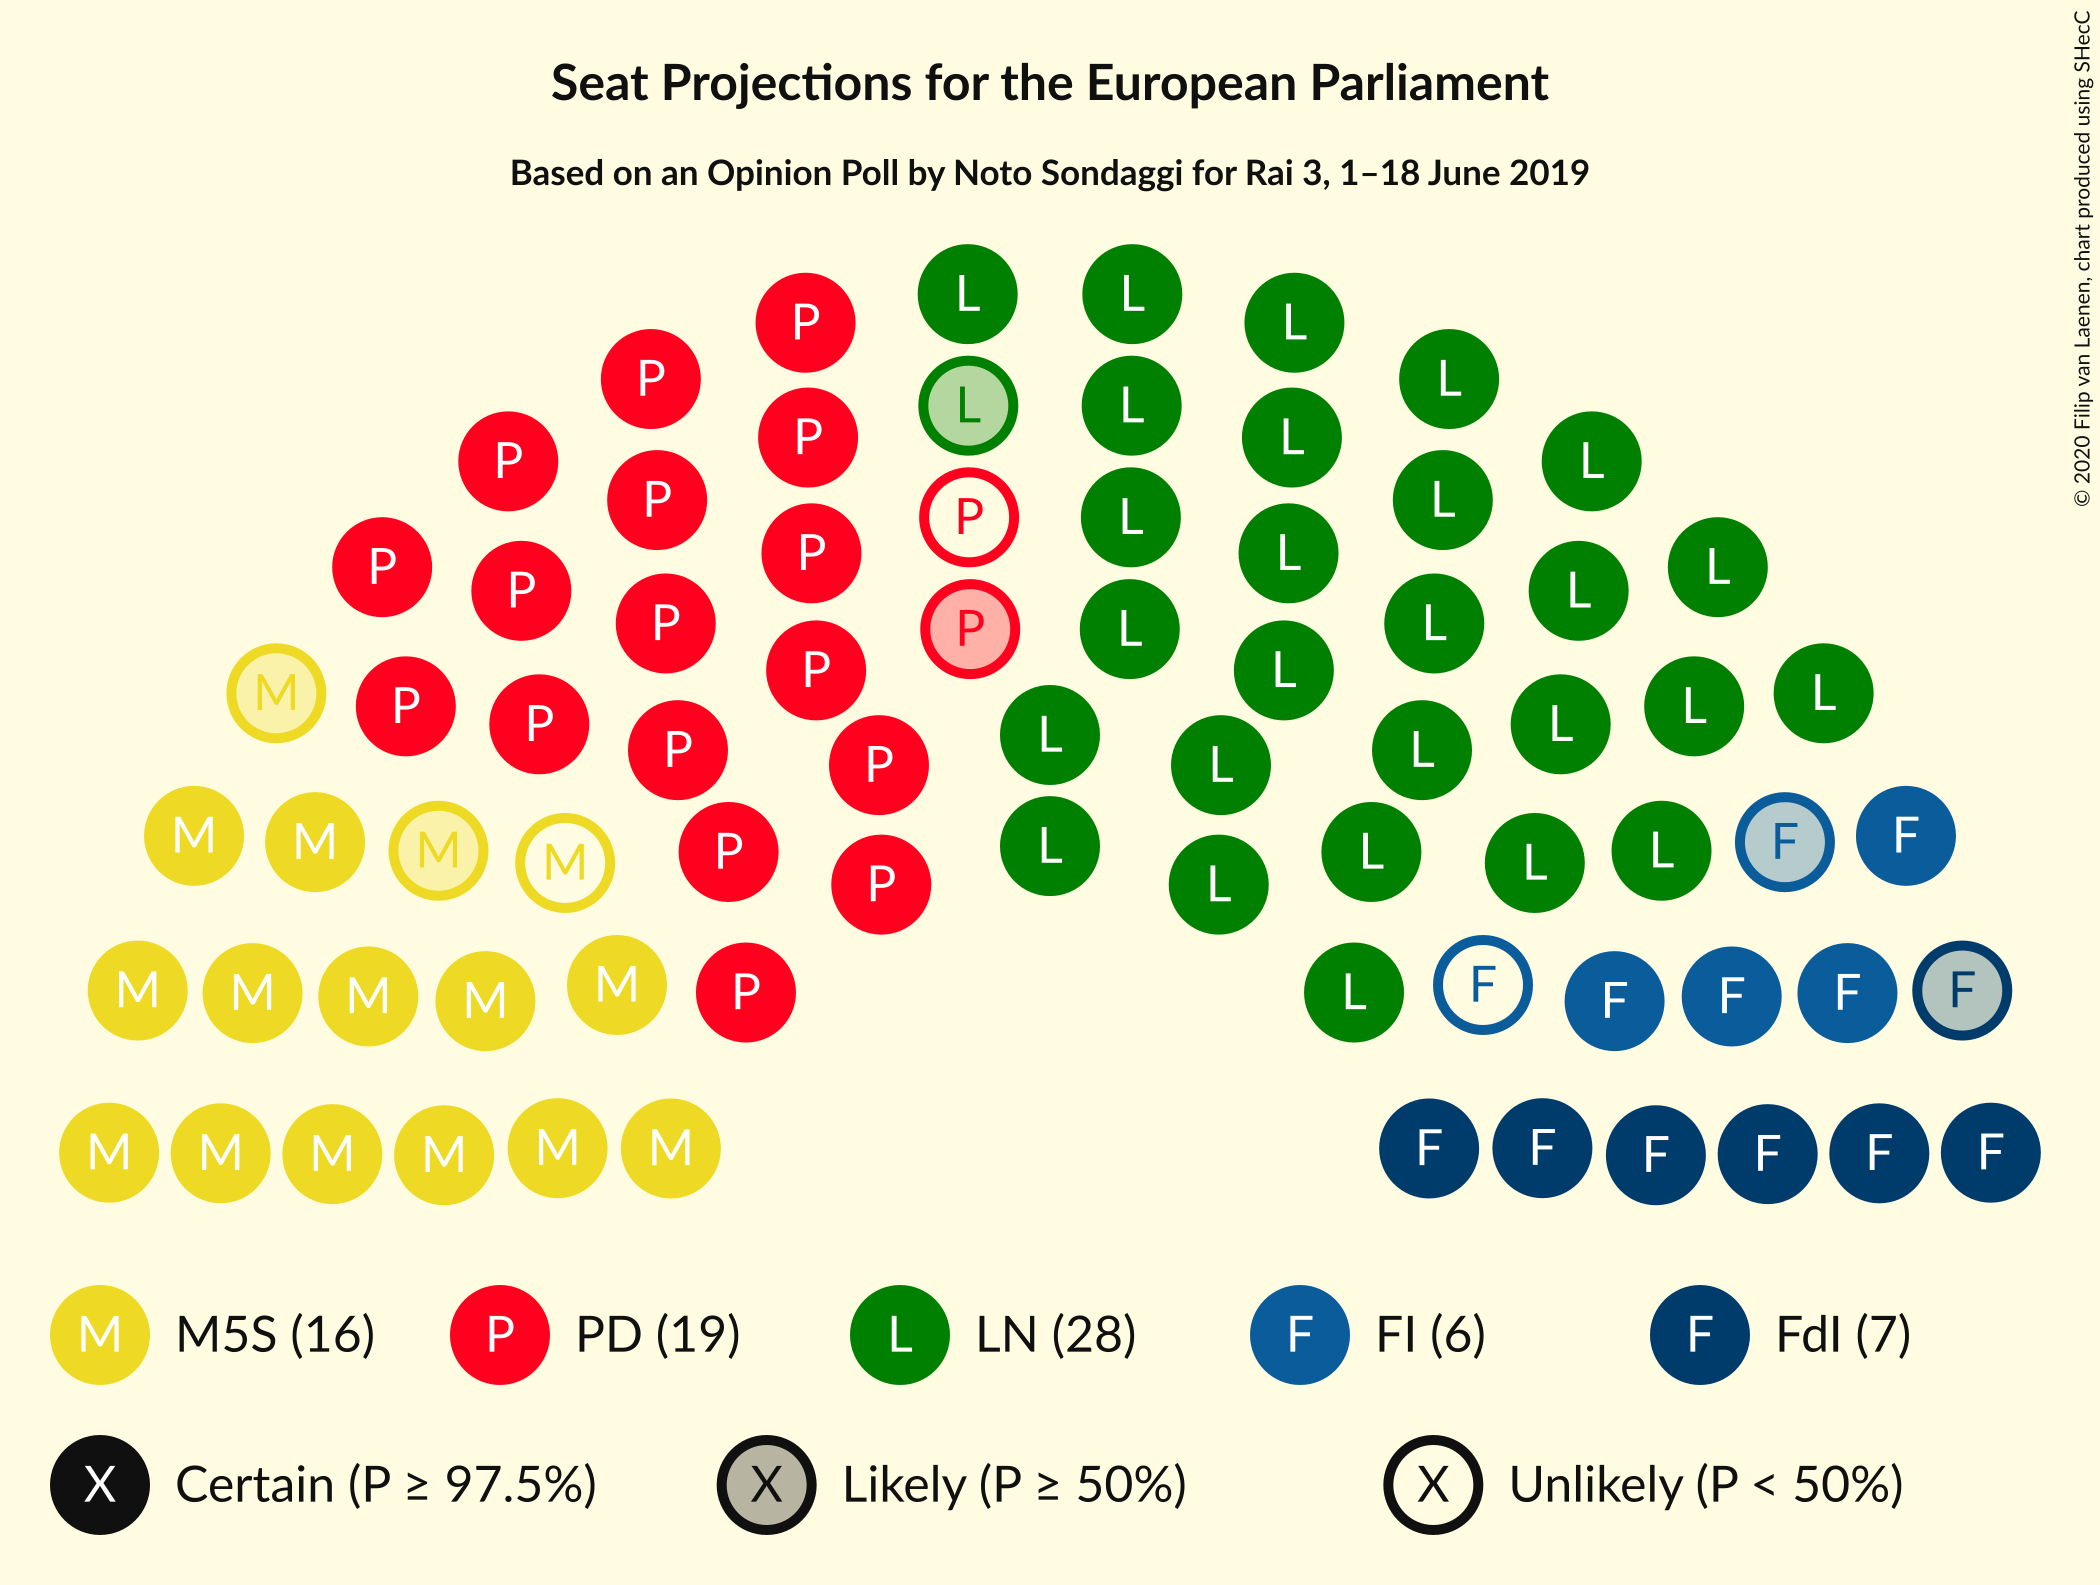 Seat Projections for the European Parliament
Based on an Opinion Poll by Noto Sondaggi for Rai 3, 1–18 June 2019
© 2020 Filip van Laenen, chart produced using SHecC
L L
P L
P L
L L
P L
P L
P L
P P L L
P L
P L
P L
P L
P L
M L
P L
P L
P L
L
P L
M F
M F
M L
P L
M L
L
P L
M F
M F
M F
M F
M F
P L
M M M M M M F F F F F F
M M5S (16) P PD (19) L LN (28) F FI (6) F FdI (7)
X Certain (P ≥ 97.5%) X Likely (P ≥ 50%) X Unlikely (P < 50%)